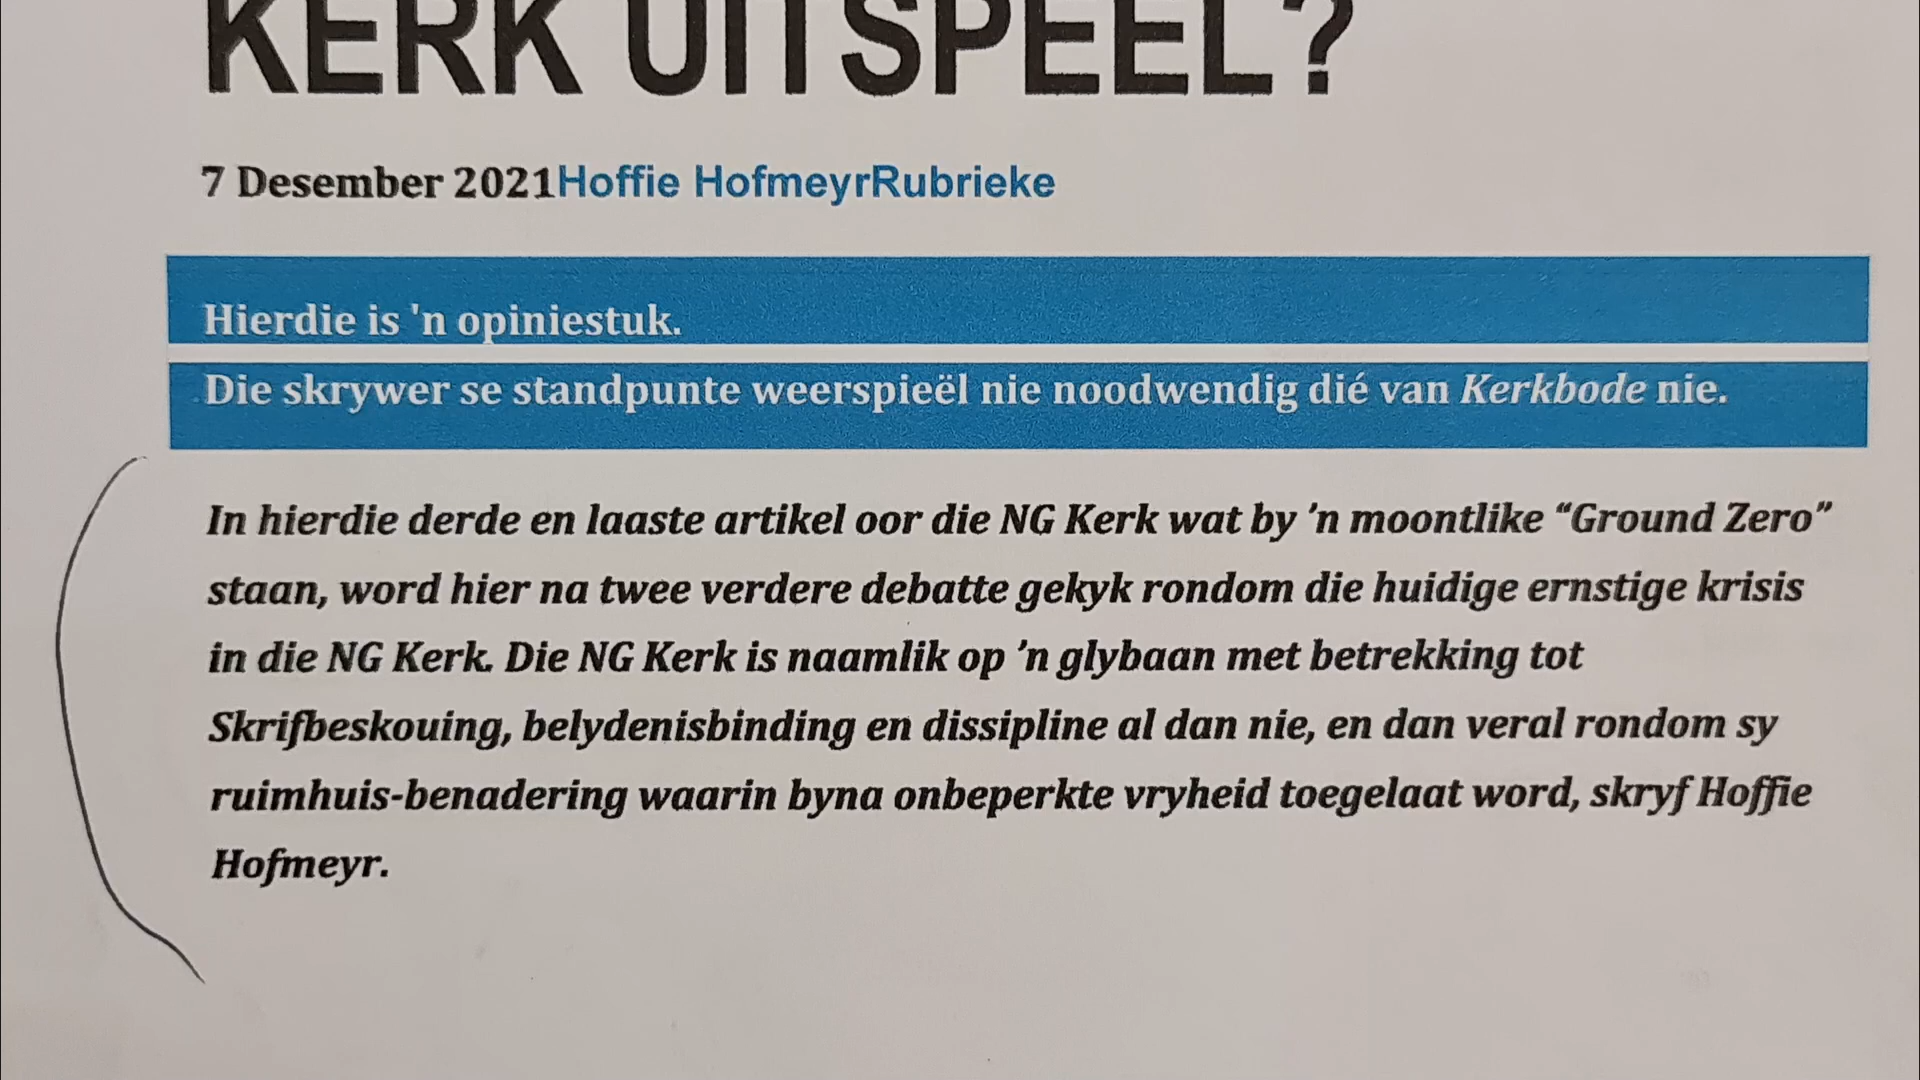 KERK UITSPEEL?
7 Desember 2021Hoffie HofmeyrRubrieke
Hierdie is 'n opiniestuk.
Die skrywer se standpunte weerspieël nie noodwendig dié van Kerkbode nie.
In hierdie derde en laaste artikel oor die NG Kerk wat by 'n moontlike “Ground Zero”
staan, word hier na twee verdere debatte gekyk rondom die huidige ernstige krisis
in die NG Kerk. Die NG Kerk is naamlik op 'n glybaan met betrekking tot
Skrifbeskouing, belydenisbinding en dissipline al dan nie, en dan veral rondom sy
ruimhuis-benadering waarin byna onbeperkte vryheid toegelaat word, skryf Hoffie
Hofmeyr.